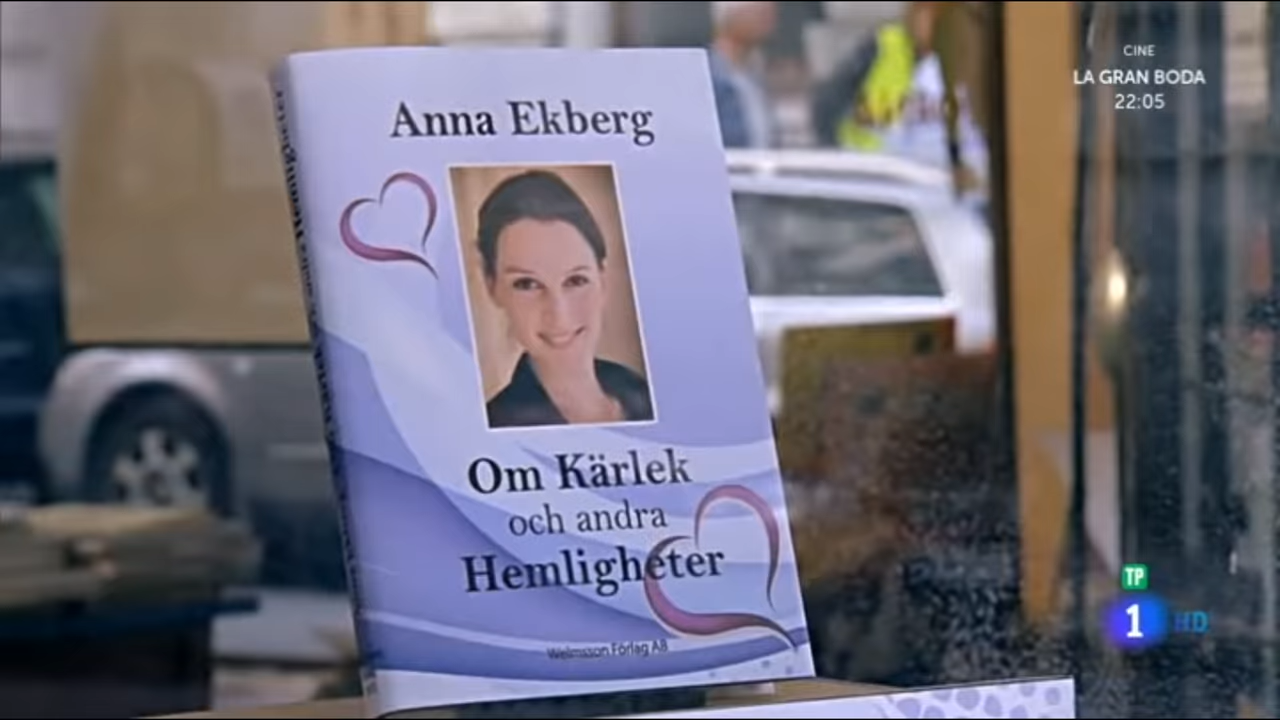 Anna Ekberg
Om Kärlek
och andra
Hemligheter
Welmsson Förlag AB
CINE
LA GRAN BODA
22:05
TP
1 HD